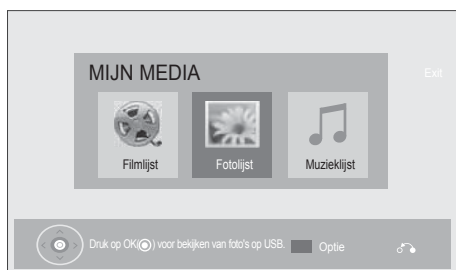 MIJN MEDIA
Exit
Filmlijst
Fotolijst
Muzieklijst
Druk op OK(◉) voor bekijken van foto's op USB.
Optie